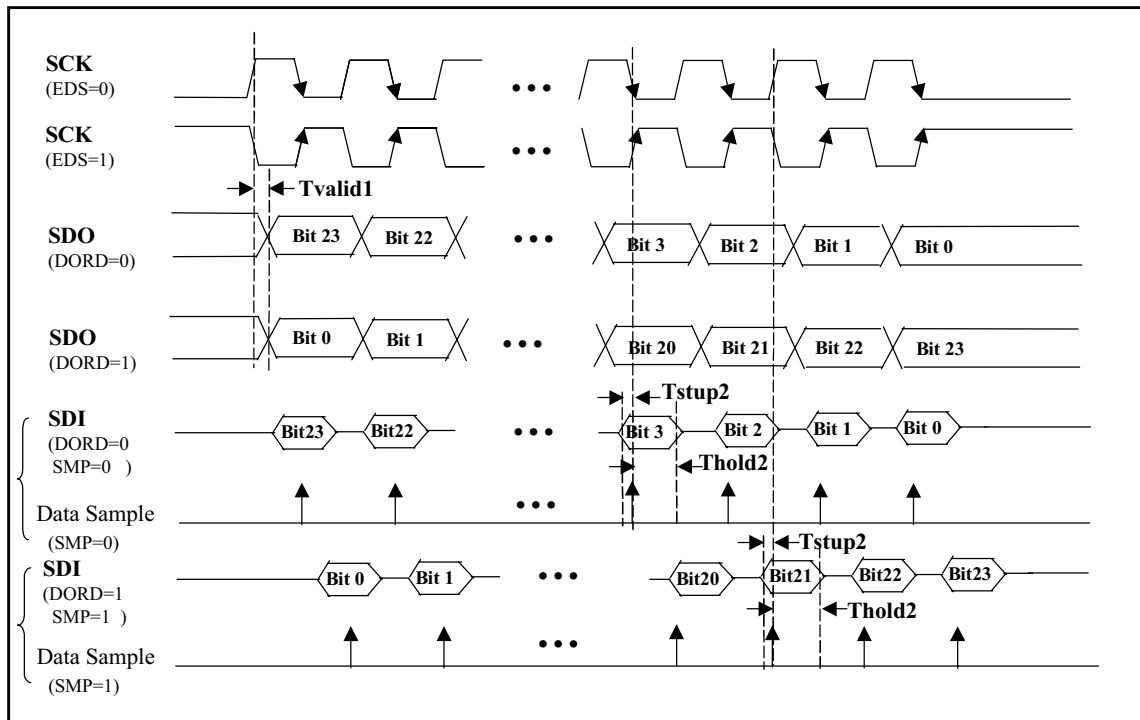 SCK
(EDS=0)
•••
SCK
(EDS=1)
•••
Tvalid1
SDO
(DORD=0)
Bit 23 Bit 22 ••• Bit 3 Bit 2 Bit 1 Bit 0
SDO
(DORD=1)
Bit 0 Bit 1 ••• Bit 20 Bit 21 Bit 22 Bit 23
Tstup2
SDI
(DORD=0
SMP=0 )
Bit23 Bit22 ••• Bit 3 Bit 2 Bit 1 Bit 0
Thold2
Data Sample
(SMP=0)
•••
Tstup2
SDI
(DORD=1
SMP=1 )
Bit 0 Bit 1 ••• Bit20 Bit21 Bit22 Bit23
Thold2
Data Sample
(SMP=1)
•••